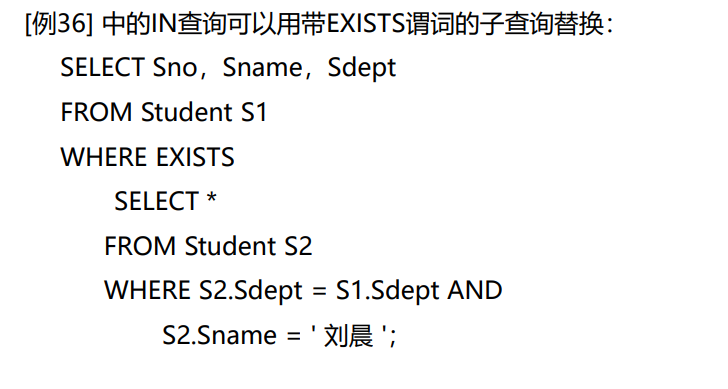 [例36] 中的IN查询可以用带EXISTS谓词的子查询替换：
SELECT Sno，Sname，Sdept
FROM Student S1
WHERE EXISTS
SELECT *
FROM Student S2
WHERE S2.Sdept = S1.Sdept AND
S2.Sname = ' 刘晨 '；